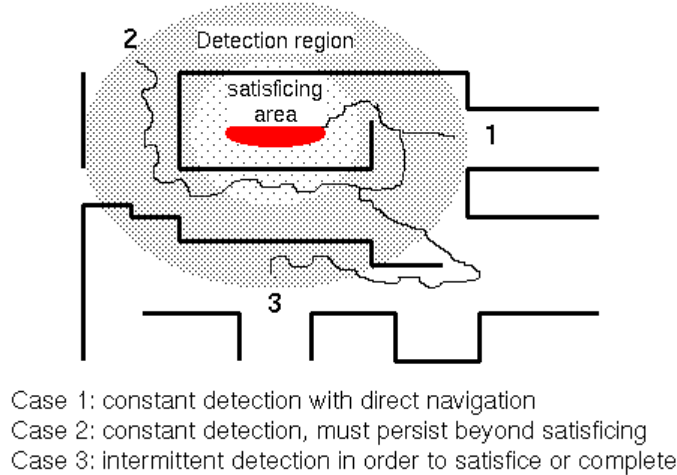 2
Detection region
satisficing
area
1
3
Case 1: constant detection with direct navigation
Case 2: constant detection, must persist beyond satisficing
Case 3: intermittent detection in order to satisfice or complete